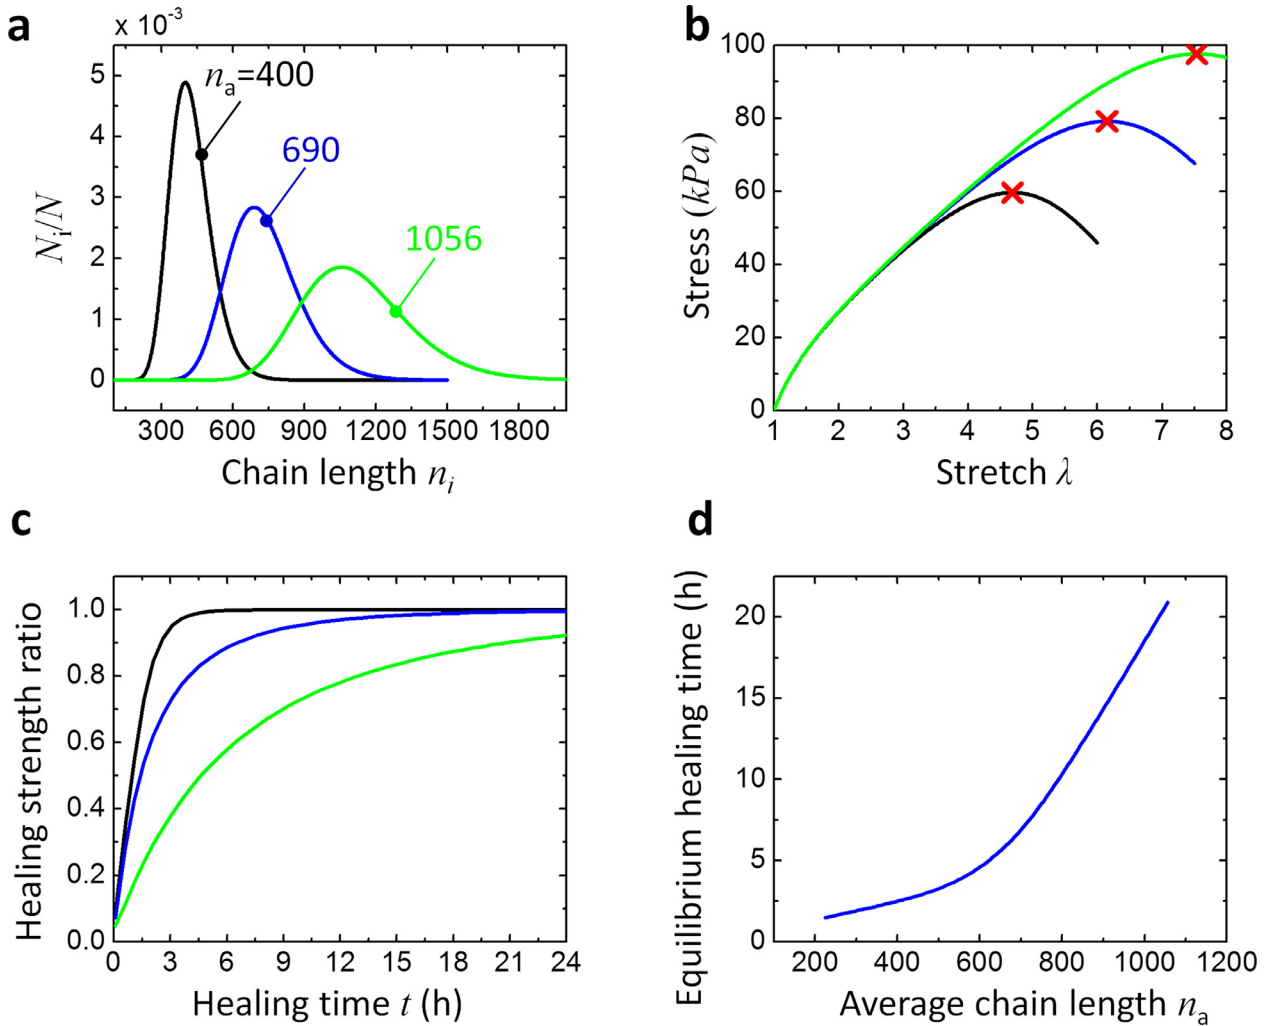 a
x 10⁻³
5
4
3
2
1
0
Nᵢ/N
nₐ=400
690
1056
300 600 900 1200 1500 1800
Chain length nᵢ
b
100
80
60
40
20
0
Stress (kPa)
1 2 3 4 5 6 7 8
Stretch λ
c
1.0
0.8
0.6
0.4
0.2
0.0
Healing strength ratio
0 3 6 9 12 15 18 21 24
Healing time t (h)
d
20
15
10
5
0
Equilibrium healing time (h)
200 400 600 800 1000 1200
Average chain length nₐ